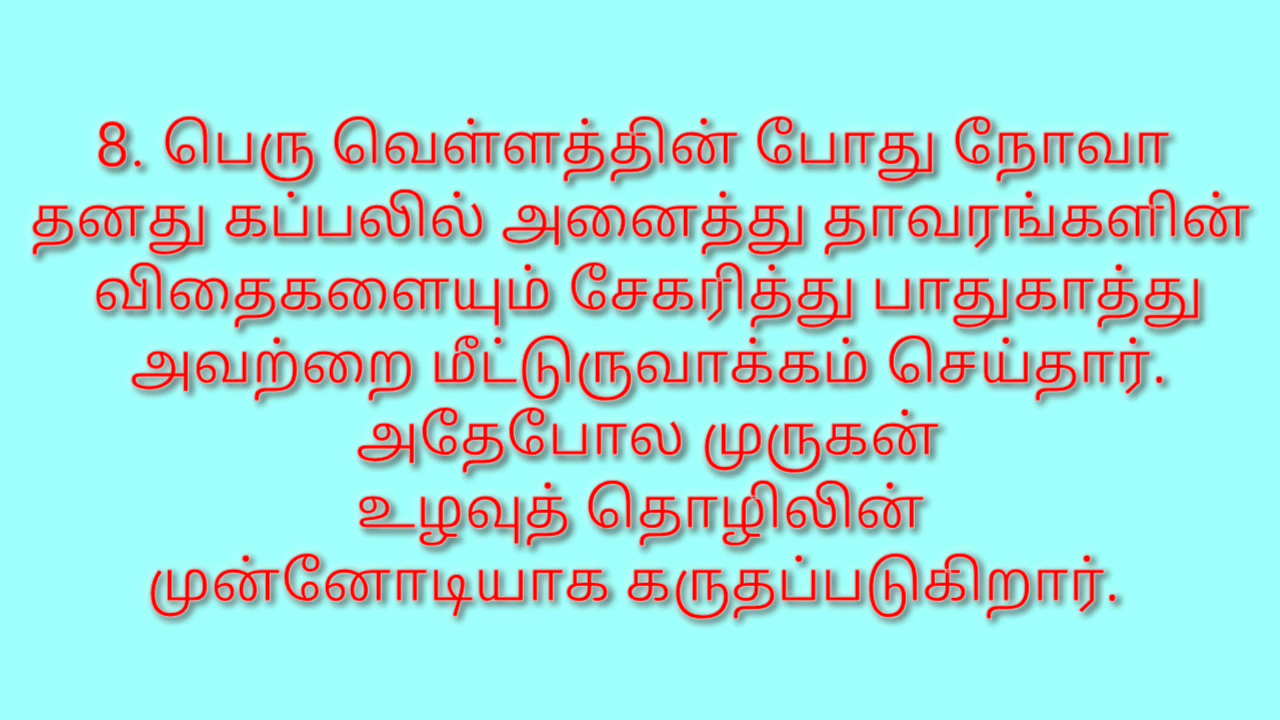 8. பெரு வெள்ளத்தின் போது நோவா
தனது கப்பலில் அனைத்து தாவரங்களின்
விதைகளையும் சேகரித்து பாதுகாத்து
அவற்றை மீட்டுருவாக்கம் செய்தார்.
அதேபோல முருகன்
உழவுத் தொழிலின்
முன்னோடியாக கருதப்படுகிறார்.